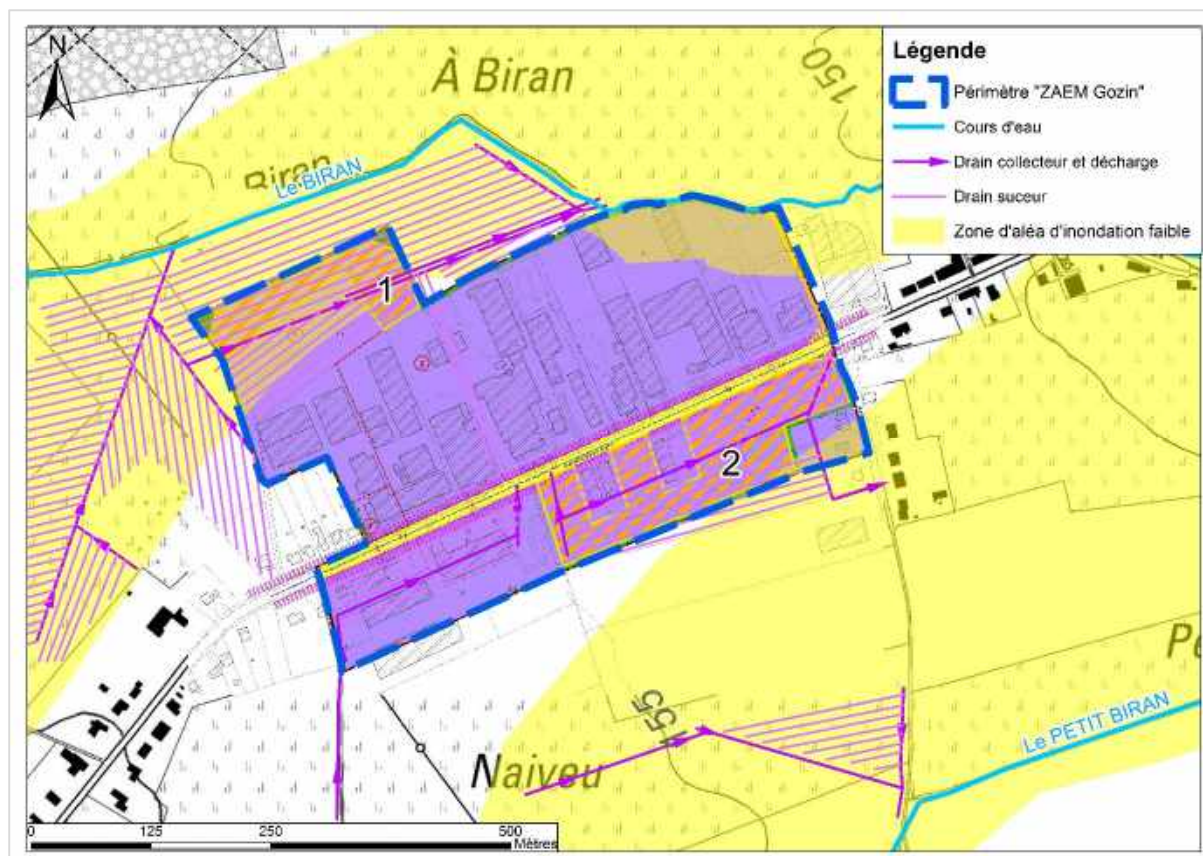 N
À Biran
150
Biran
Le BIRAN
Légende
Périmètre "ZAEM Gozin"
Cours d'eau
Drain collecteur et décharge
Drain suceur
Zone d'aléa d'inondation faible
1
2
155
Naiveu
Pe
Le PETIT BIRAN
0 125 250 500
Mètres